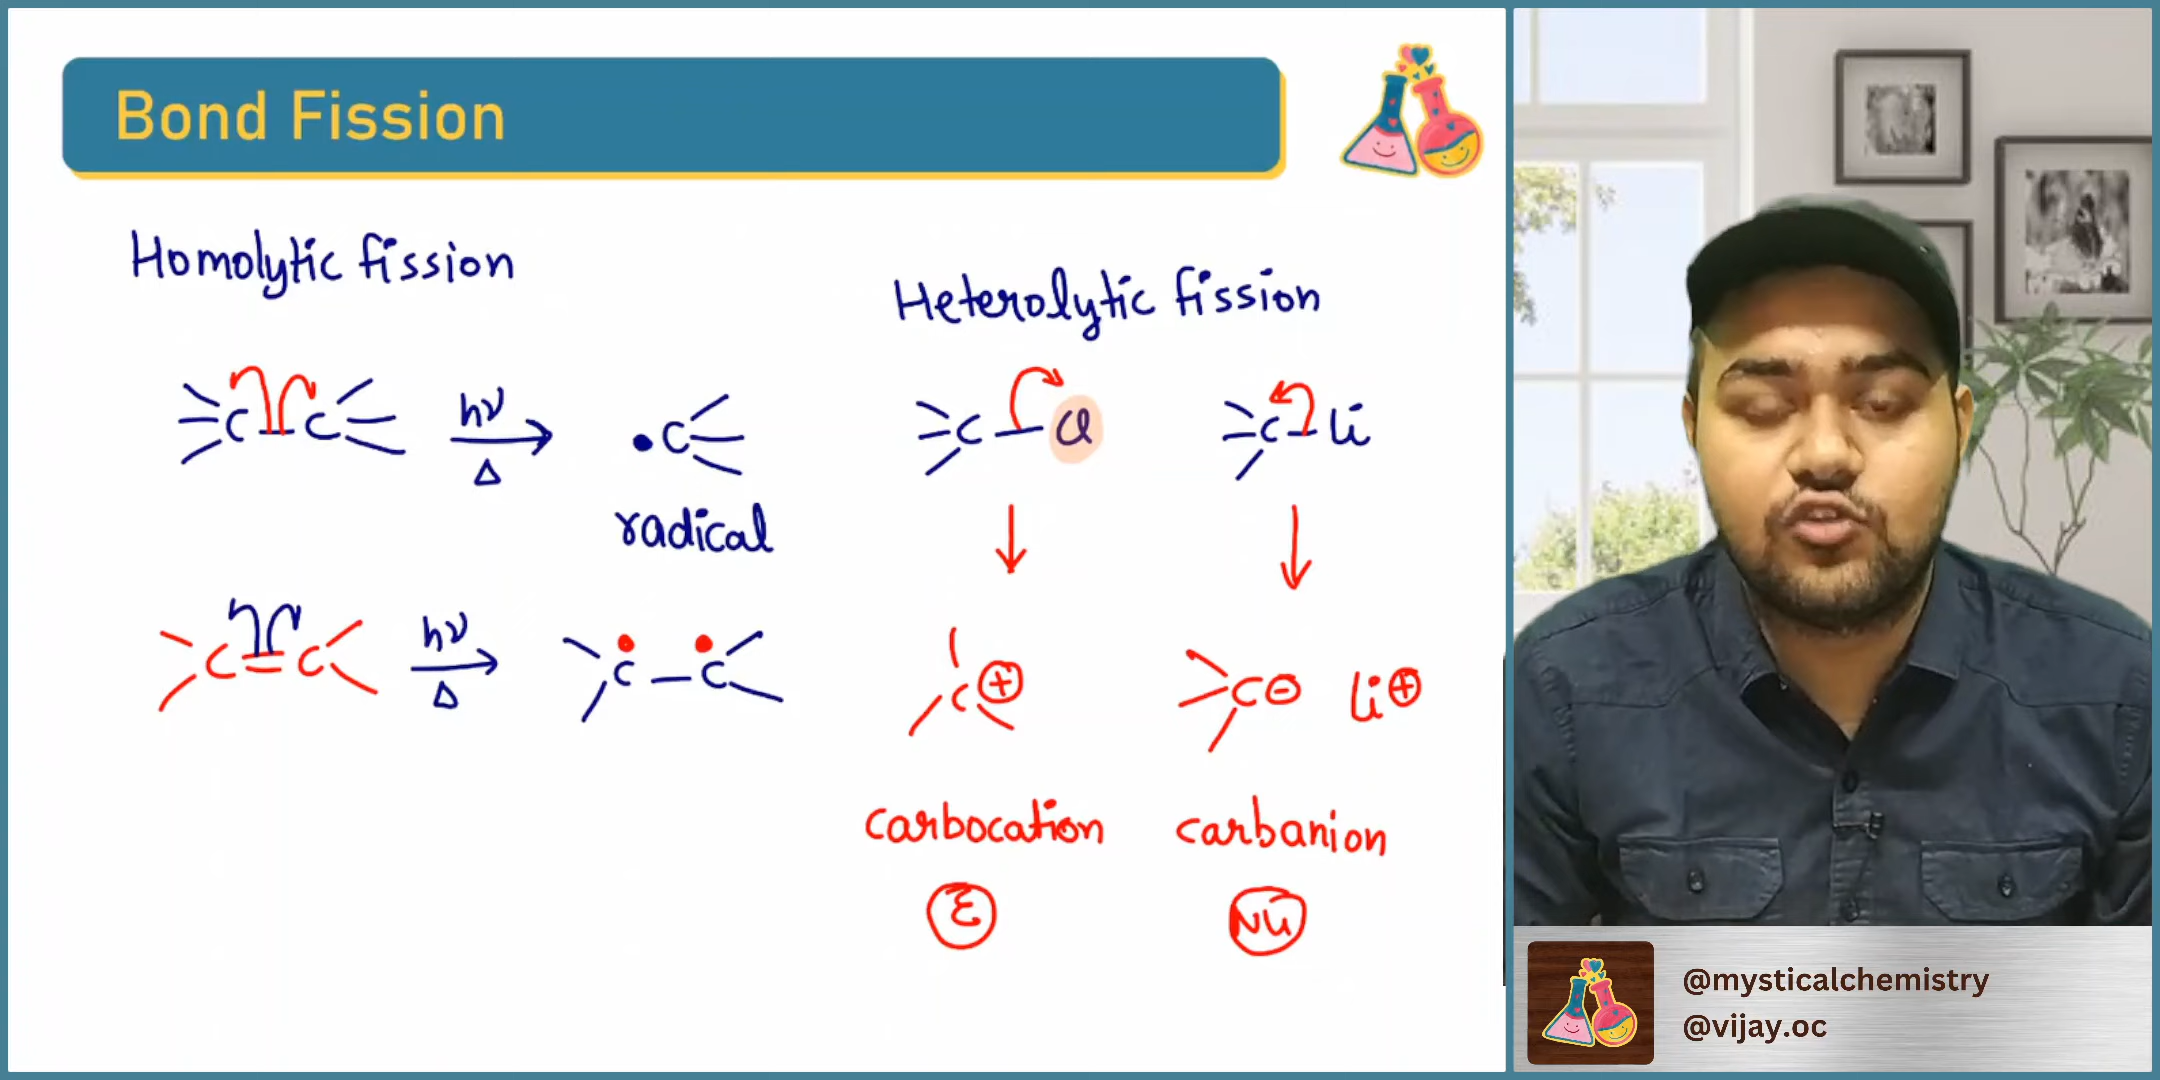 Bond Fission
Homolytic fission
C C hν Δ •C
radical
C = C hν Δ C – C
Heterolytic fission
C – Cl
C – Li
C ⊕
C ⊖ Li ⊕
carbocation
carbanion
E
Nu
@mysticalchemistry
@vijay.oc